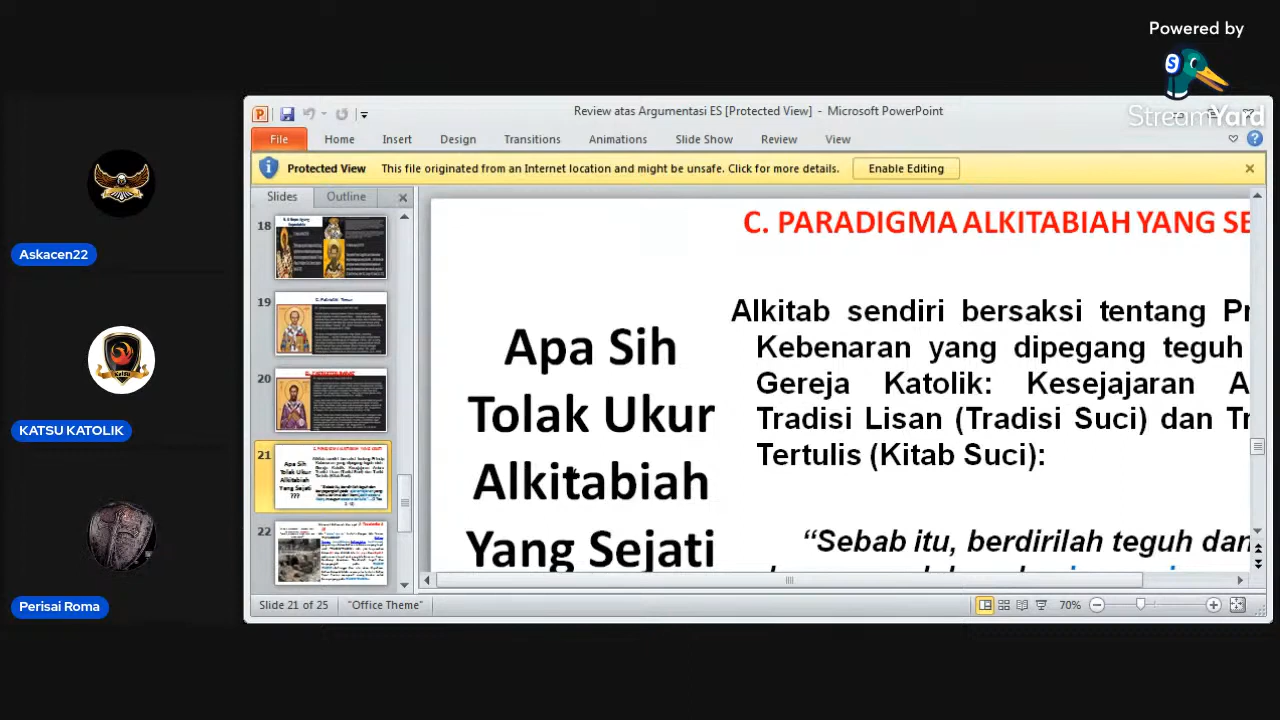 Powered by
StreamYard
Review atas Argumentasi ES [Protected View] - Microsoft PowerPoint
File Home Insert Design Transitions Animations Slide Show Review View
Protected View This file originated from an Internet location and might be unsafe. Click for more details. Enable Editing
Slides Outline
18
19
20
21
22
C. PARADIGMA ALKITABIAH YANG SE
Apa Sih
Tolak Ukur
Alkitabiah
Yang Sejati
Alkitab sendiri bersaksi tentang Pr
Kebenaran yang dipegang teguh
Gereja Katolik: Kesejajaran A
Tradisi Lisan (Tradisi Suci) dan Tr
Tertulis (Kitab Suci):
“Sebab itu, berdirilah teguh dan
Slide 21 of 25 "Office Theme" 70%
Askacen22
KATSU KATOLIK
Perisai Roma